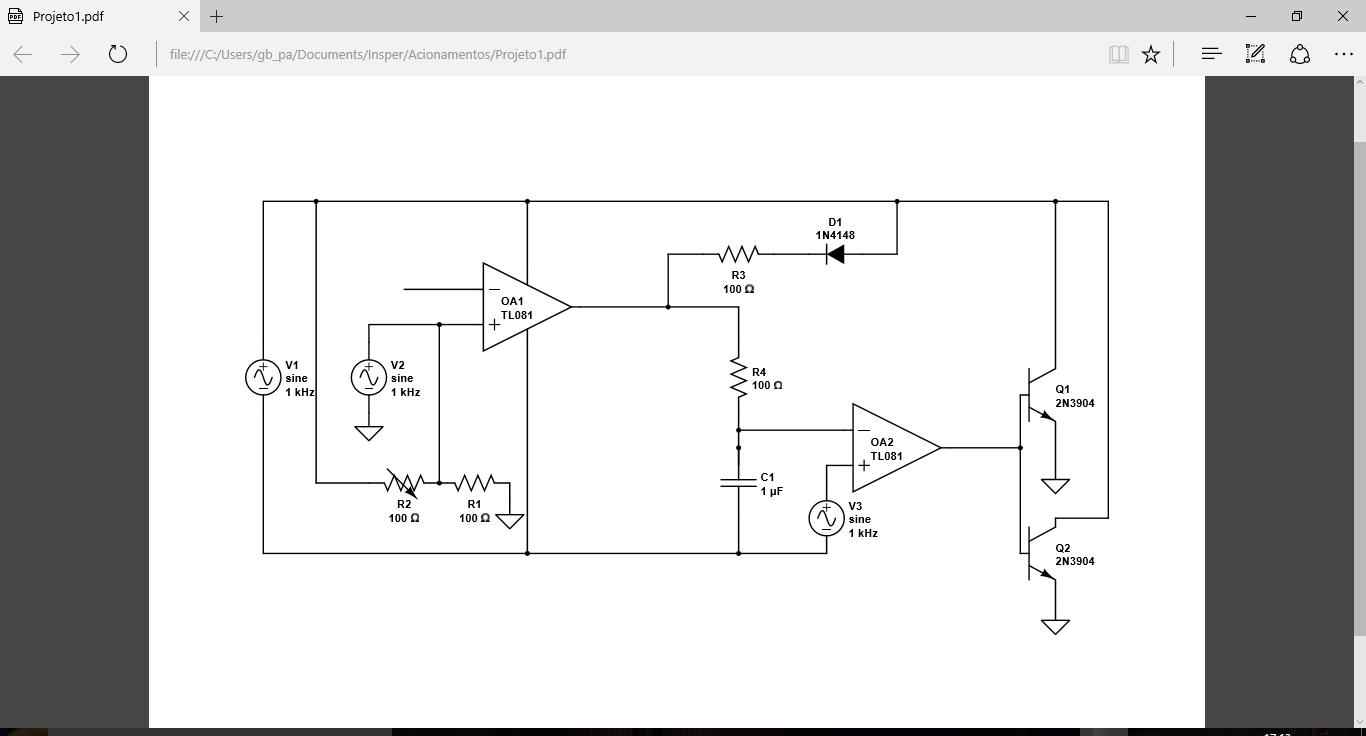 Projeto1.pdf
file:///C:/Users/gb_pa/Documents/Insper/Acionamentos/Projeto1.pdf
D1
1N4148
R3
100 Ω
−
OA1
TL081
+
V1
sine
1 kHz
V2
sine
1 kHz
R4
100 Ω
Q1
2N3904
−
OA2
TL081
+
C1
1 µF
R2
100 Ω
R1
100 Ω
V3
sine
1 kHz
Q2
2N3904